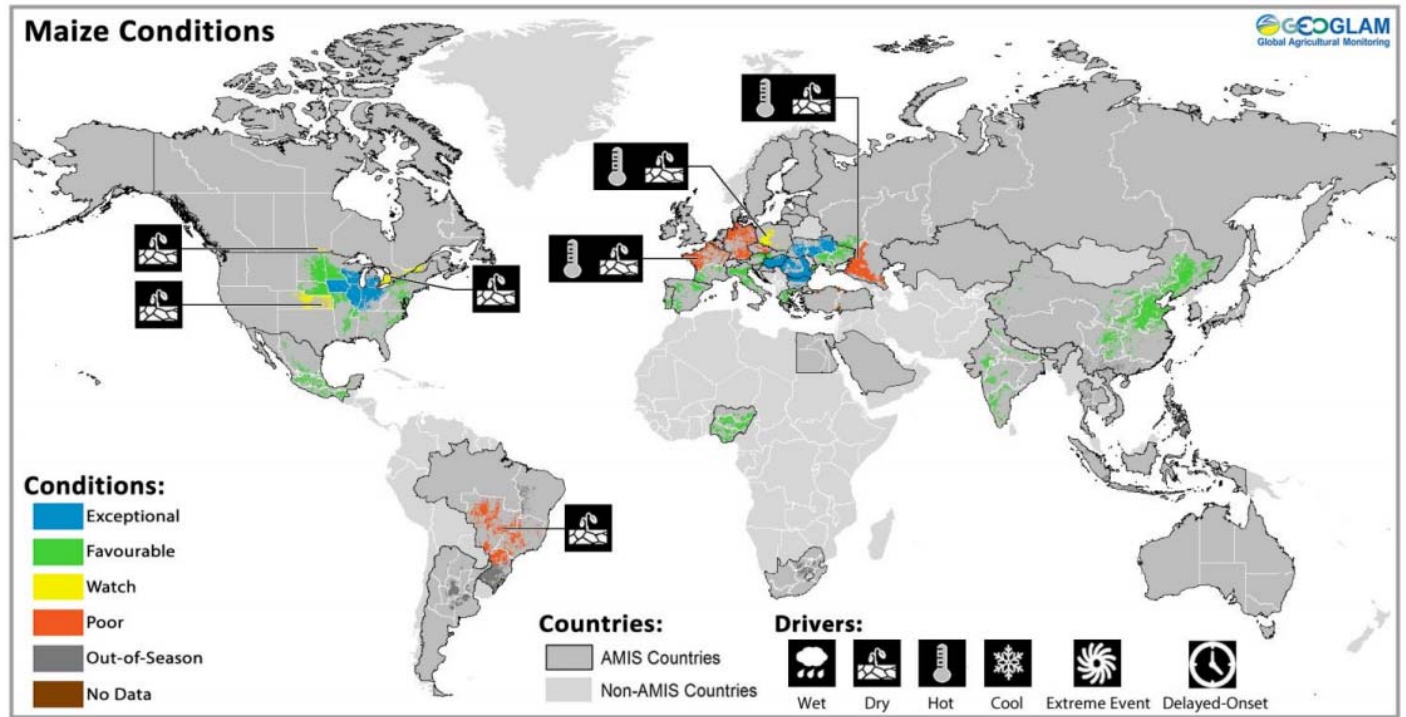 Maize Conditions
GEOGLAM
Global Agricultural Monitoring
Conditions:
Exceptional
Favourable
Watch
Poor
Out-of-Season
No Data
Countries:
AMIS Countries
Non-AMIS Countries
Drivers:
Wet
Dry
Hot
Cool
Extreme Event
Delayed-Onset